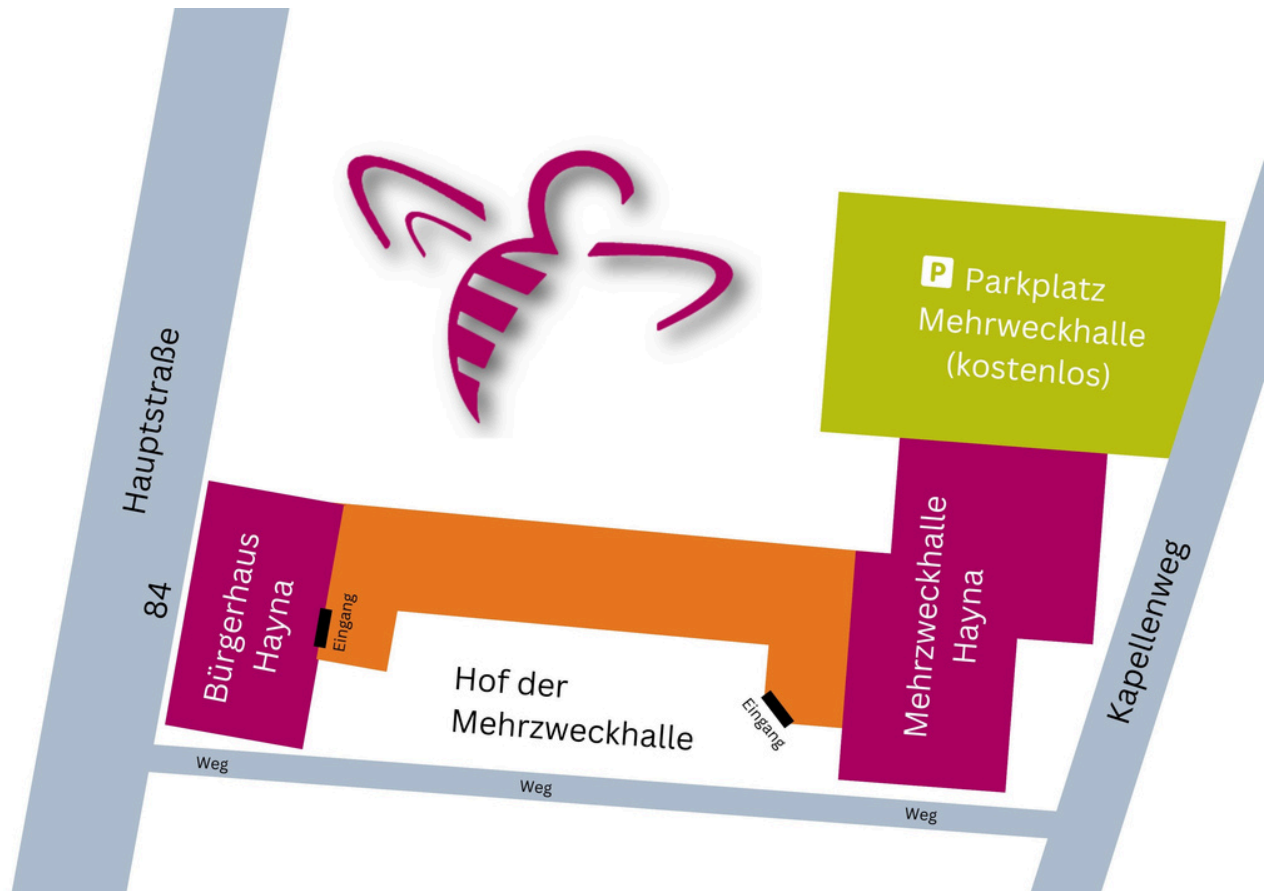 P Parkplatz
Mehrweckhalle
(kostenlos)
Hauptstraße
84
Bürgerhaus
Hayna
Eingang
Hof der
Mehrzweckhalle
Eingang
Mehrzweckhalle
Hayna
Kapellenweg
Weg
Weg
Weg